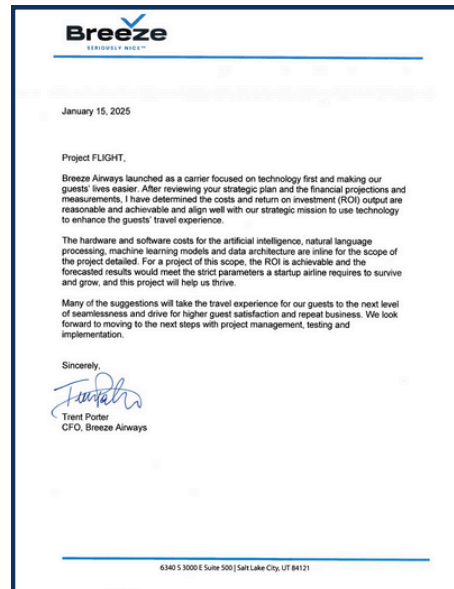 Breeze
SERIOUSLY NICE™
January 15, 2025
Project FLIGHT,
Breeze Airways launched as a carrier focused on technology first and making our
guests' lives easier. After reviewing your strategic plan and the financial projections and
measurements, I have determined the costs and return on investment (ROI) output are
reasonable and achievable and align well with our strategic mission to use technology
to enhance the guests' travel experience.
The hardware and software costs for the artificial intelligence, natural language
processing, machine learning models and data architecture are inline for the scope of
the project detailed. For a project of this scope, the ROI is achievable and the
forecasted results would meet the strict parameters a startup airline requires to survive
and grow, and this project will help us thrive.
Many of the suggestions will take the travel experience for our guests to the next level
of seamlessness and drive for higher guest satisfaction and repeat business. We look
forward to moving to the next steps with project management, testing and
implementation.
Sincerely,
Trent Porter
CFO, Breeze Airways
6340 S 3000 E Suite 500 | Salt Lake City, UT 84121